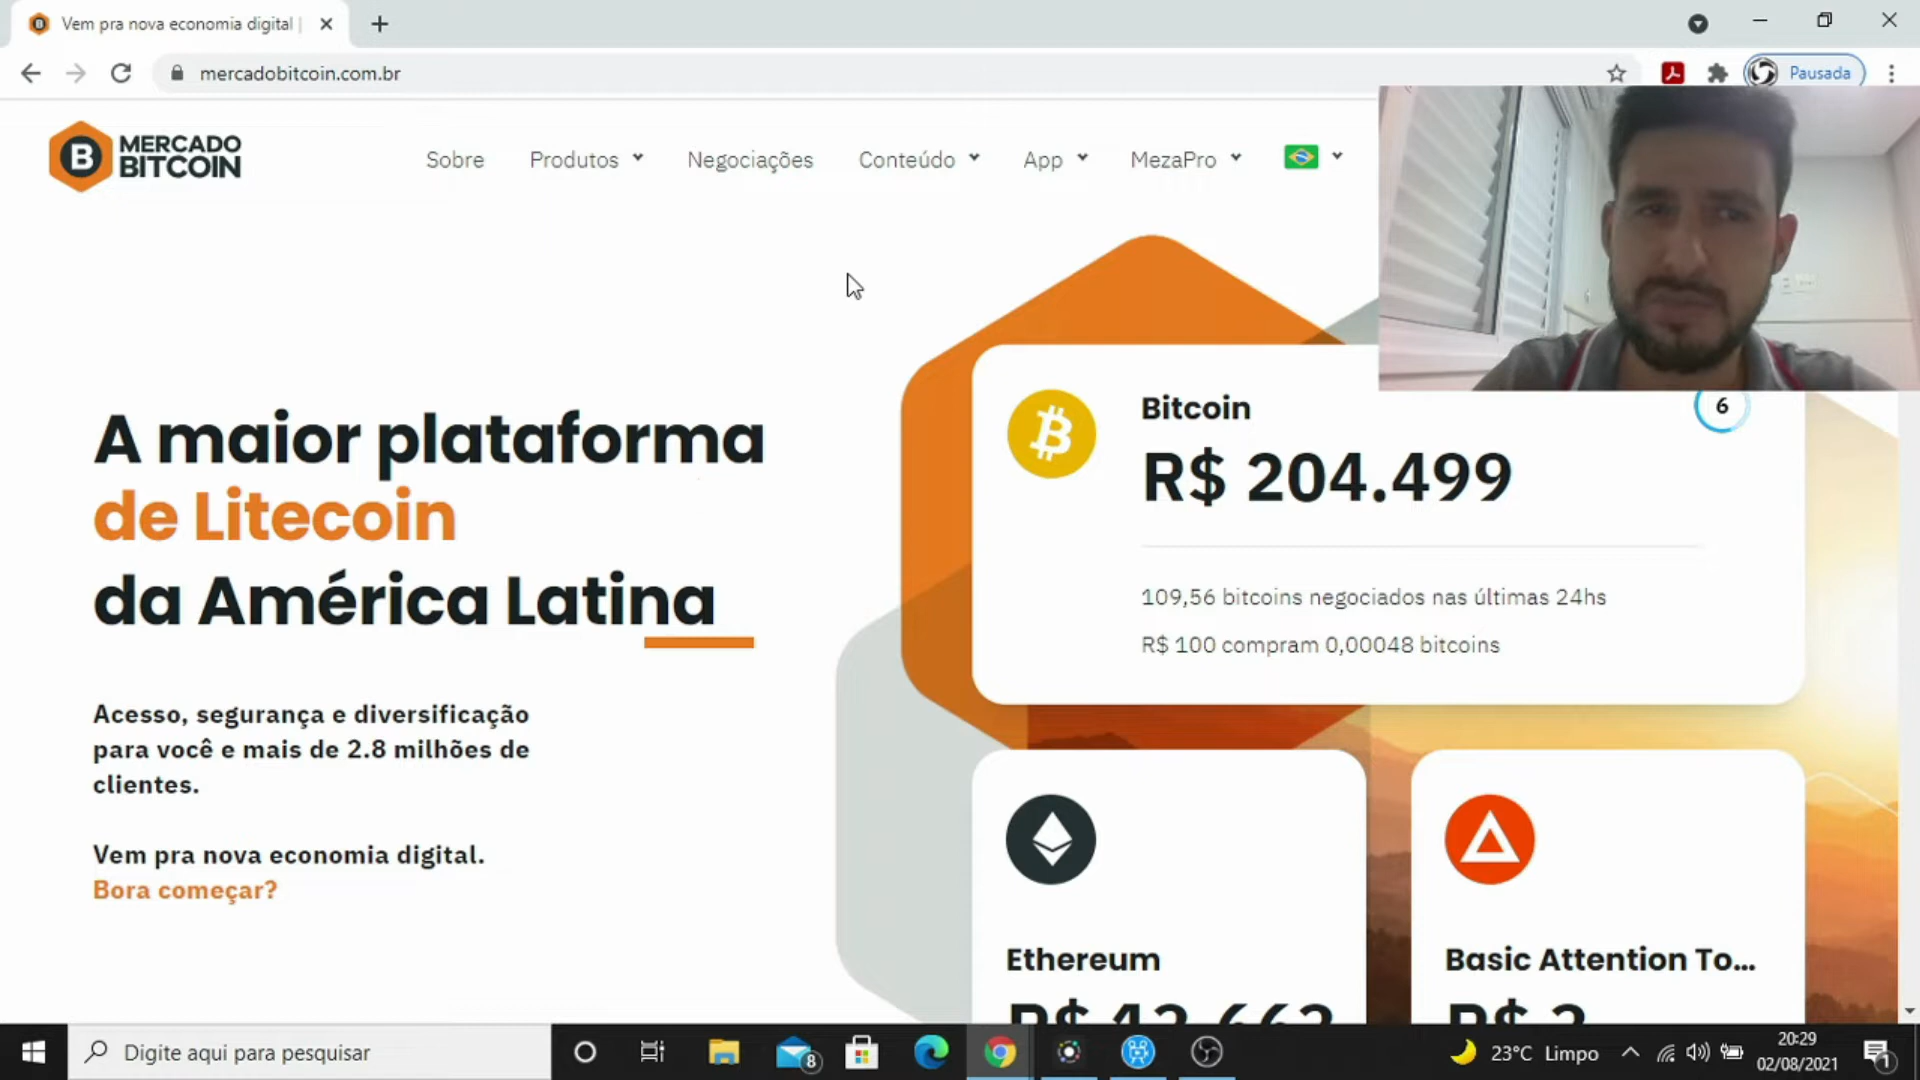 Vem pra nova economia digital |
mercadobitcoin.com.br
Pausada
MERCADO
BITCOIN
Sobre
Produtos
Negociações
Conteúdo
App
MezaPro
A maior plataforma
de Litecoin
da América Latina
Acesso, segurança e diversificação
para você e mais de 2.8 milhões de
clientes.
Vem pra nova economia digital.
Bora começar?
Bitcoin
6
R$ 204.499
109,56 bitcoins negociados nas últimas 24hs
R$ 100 compram 0,00048 bitcoins
Ethereum
Basic Attention To...
Digite aqui para pesquisar
8
23°C Limpo
20:29
02/08/2021
1